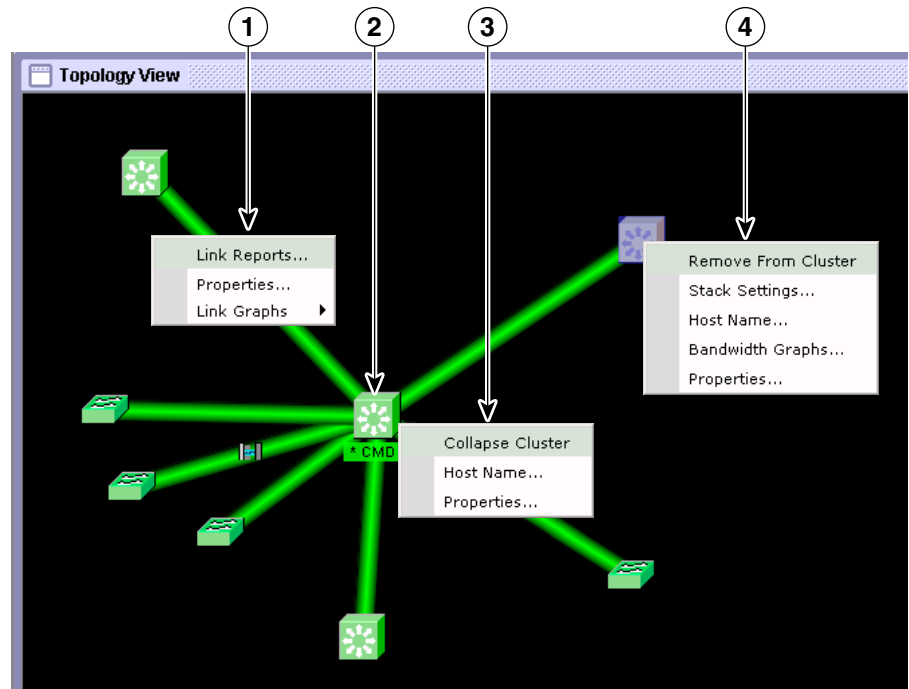 1
2
3
4
Topology View
Link Reports...
Properties...
Link Graphs
Remove From Cluster
Stack Settings...
Host Name...
Bandwidth Graphs...
Properties...
* CMD
Collapse Cluster
Host Name...
Properties...